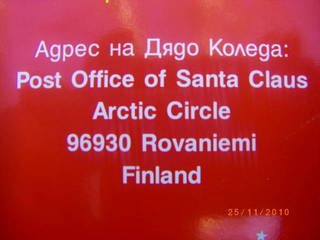 Адрес на Дядо Коледа:
Post Office of Santa Claus
Arctic Circle
96930 Rovaniemi
Finland
25/11/2010